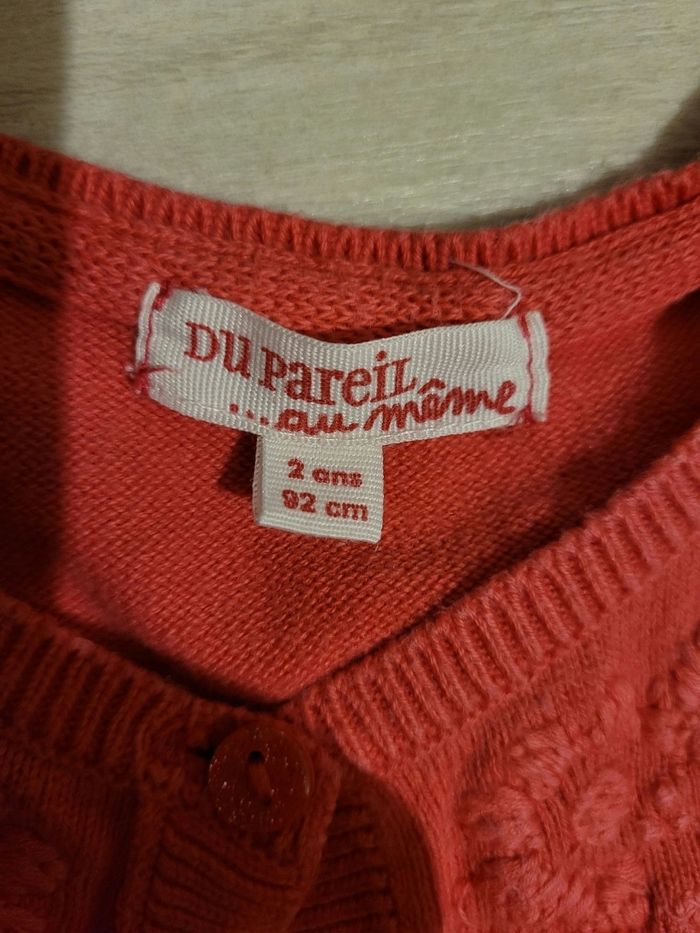 DU PareiL
...au même
2 ans
92 cm